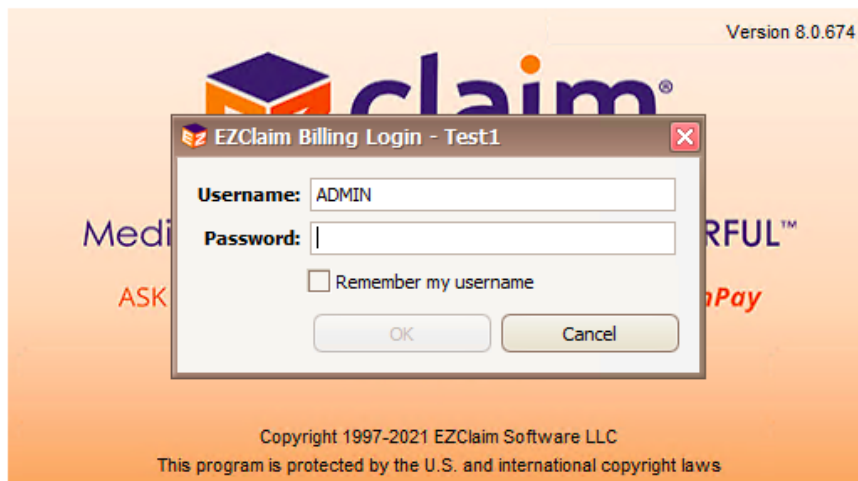 Version 8.0.674
claim®
EZClaim Billing Login - Test1
Username: ADMIN
Password:
Medi RFUL™
Remember my username
ASK nPay
OK Cancel
Copyright 1997-2021 EZClaim Software LLC
This program is protected by the U.S. and international copyright laws